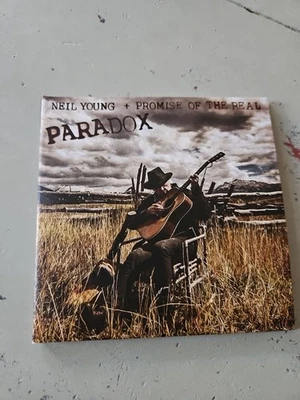 NEIL YOUNG + PROMISE OF THE REAL
PARADOX